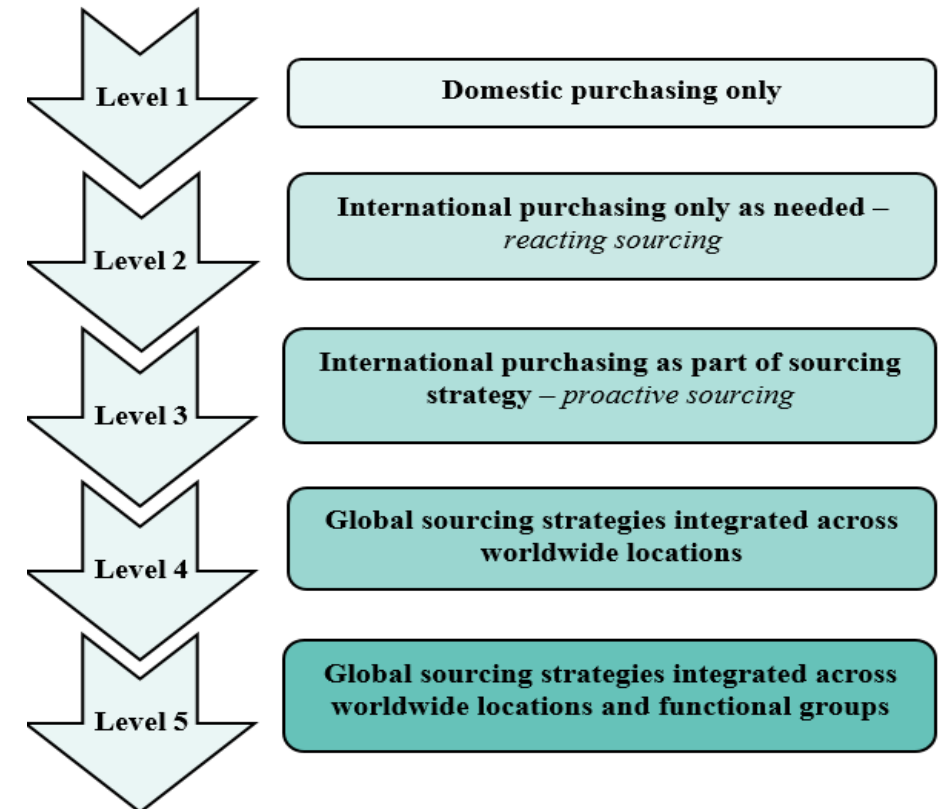 Level 1
Domestic purchasing only
Level 2
International purchasing only as needed –
reacting sourcing
Level 3
International purchasing as part of sourcing
strategy – proactive sourcing
Level 4
Global sourcing strategies integrated across
worldwide locations
Level 5
Global sourcing strategies integrated across
worldwide locations and functional groups